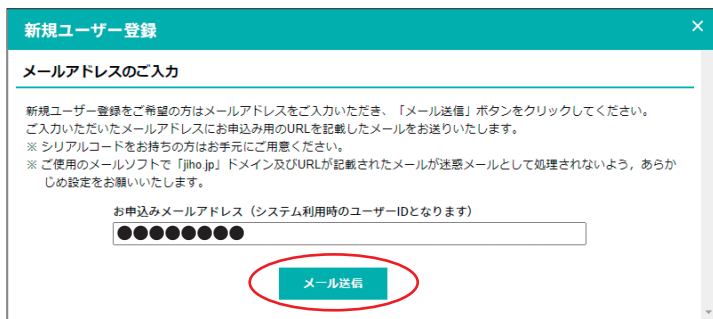 新規ユーザー登録
×
メールアドレスのご入力
新規ユーザー登録をご希望の方はメールアドレスをご入力いただき、「メール送信」ボタンをクリックしてください。
ご入力いただいたメールアドレスにお申込み用のURLを記載したメールをお送りいたします。
※ シリアルコードをお持ちの方はお手元にご用意ください。
※ ご使用のメールソフトで「jiho.jp」ドメイン及びURLが記載されたメールが迷惑メールとして処理されないよう，あらか
じめ設定をお願いいたします。
お申込みメールアドレス（システム利用時のユーザーIDとなります）
●●●●●●●●
メール送信